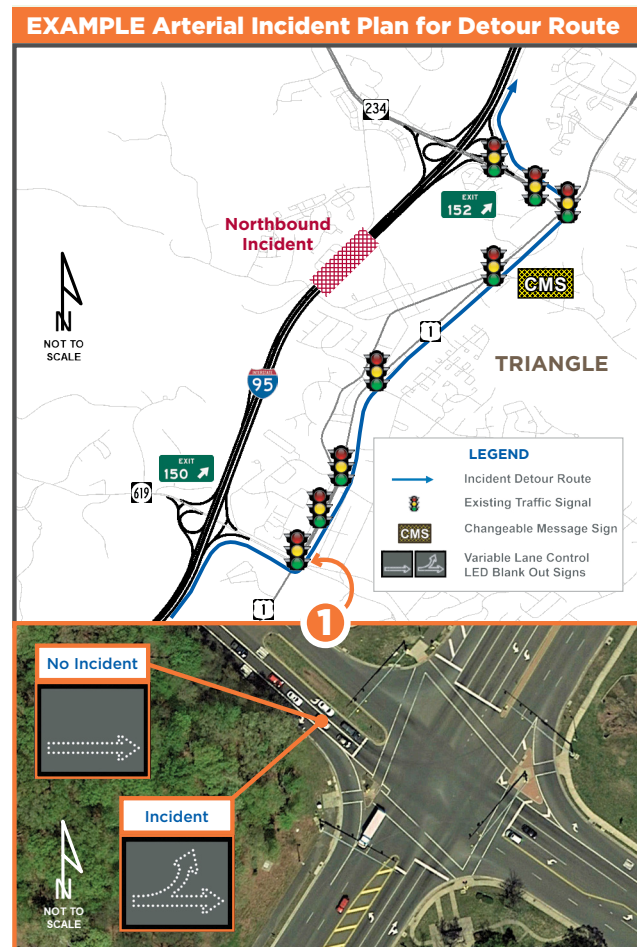 EXAMPLE Arterial Incident Plan for Detour Route
234
EXIT
152
Northbound
Incident
CMS
N
NOT TO
SCALE
1
TRIANGLE
INTERSTATE
95
EXIT
150
619
LEGEND
Incident Detour Route
Existing Traffic Signal
CMS
Changeable Message Sign
Variable Lane Control
LED Blank Out Signs
1
1
No Incident
Incident
N
NOT TO
SCALE